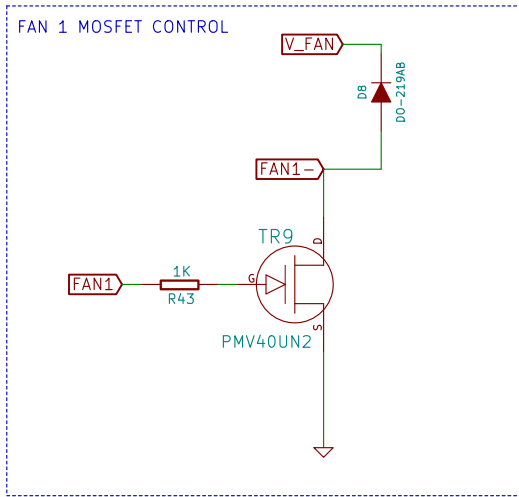 FAN 1 MOSFET CONTROL
V_FAN
D8
DO-219AB
FAN1-
TR9
D
1K
G
FAN1
R43
S
PMV40UN2